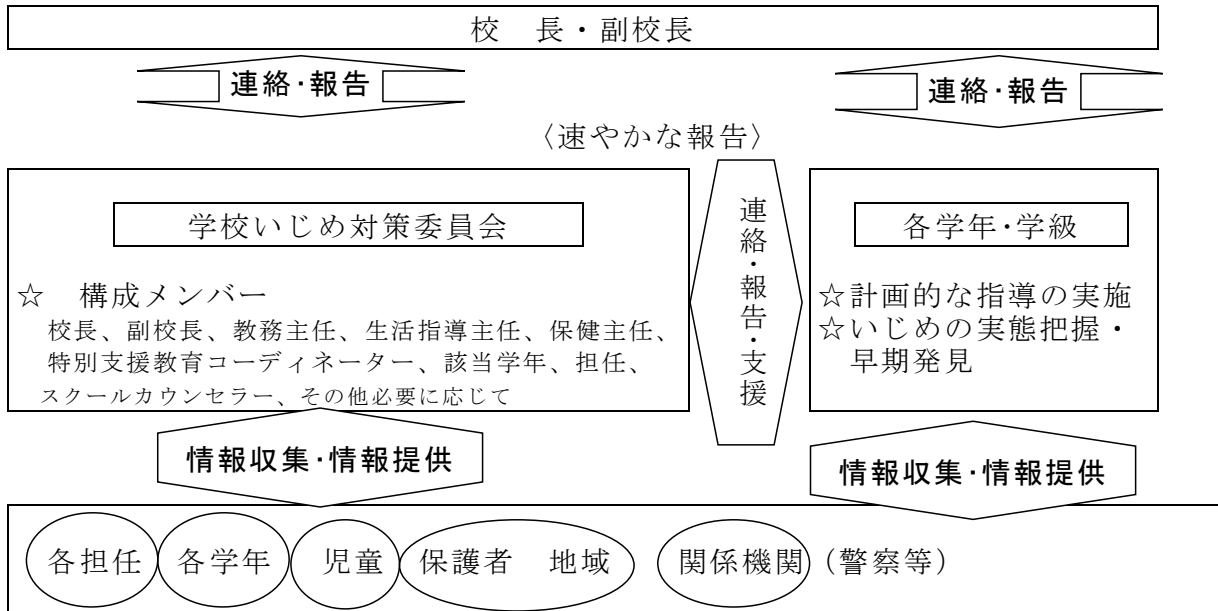 校　長・副校長
連絡・報告
連絡・報告
〈速やかな報告〉
学校いじめ対策委員会
☆　構成メンバー
校長、副校長、教務主任、生活指導主任、保健主任、
特別支援教育コーディネーター、該当学年、担任、
スクールカウンセラー、その他必要に応じて
連絡・報告・支援
各学年・学級
☆計画的な指導の実施
☆いじめの実態把握・
早期発見
情報収集・情報提供
情報収集・情報提供
各担任　各学年　児童　保護者　地域　関係機関（警察等）